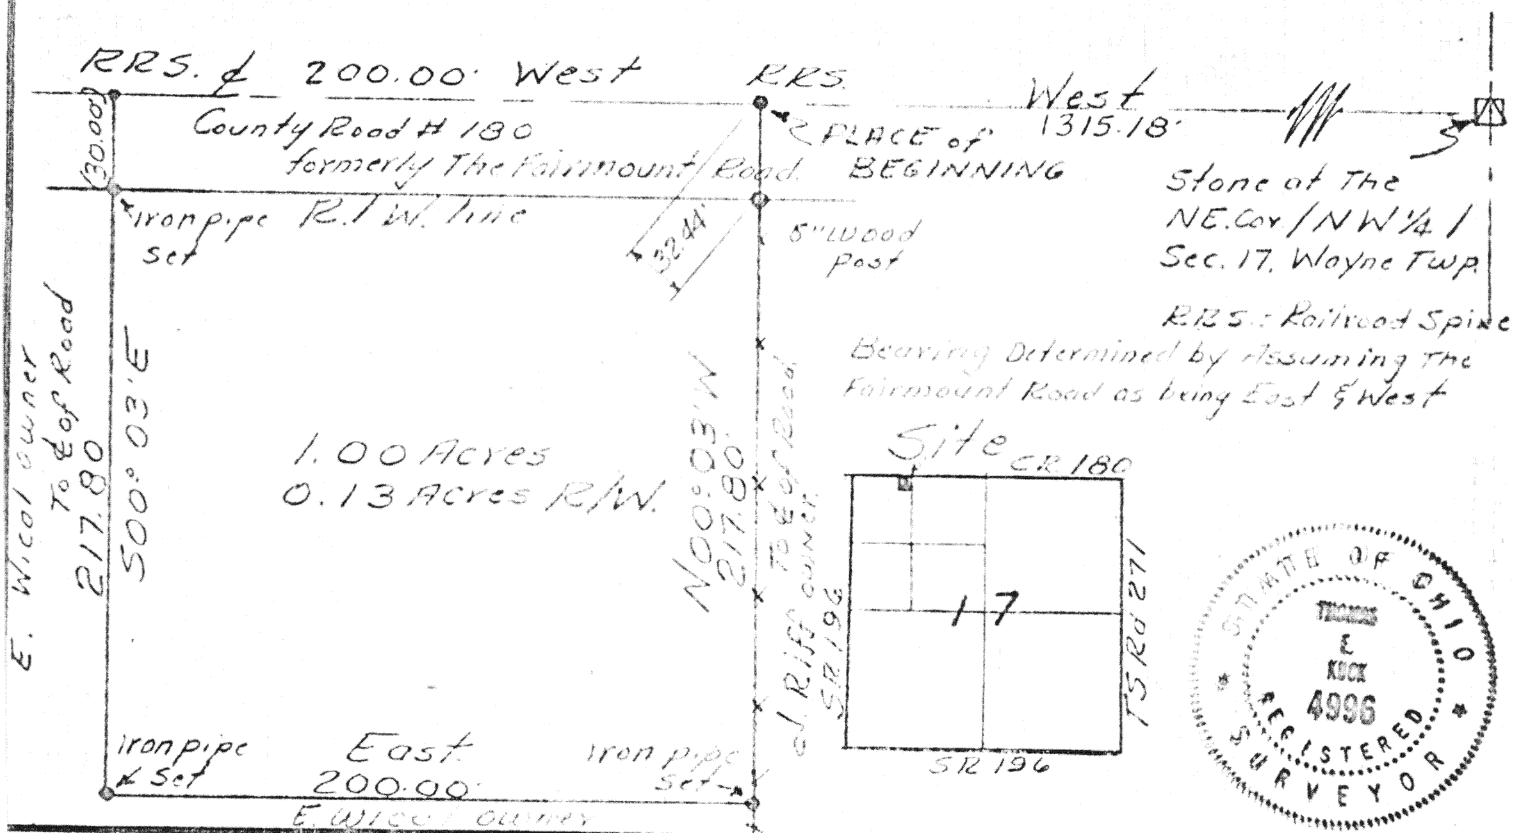 RRS. ₵ 200.00' West
RRS.
West
1315.18'
(30.00)
County Road # 180
formerly The Fairmount Road.
PLACE of
BEGINNING
Stone at The
NE. Cor / NW 1/4 /
Sec. 17, Wayne Twp.
iron pipe
set
R./W. line
32.44'
5" wood
post
RRS.: Railroad Spike
Bearing Determined by Assuming The
Fairmount Road as being East & West
E. Wical owner
To ₵ of Road
217.80
S00° 03' E
1.00 Acres
0.13 Acres R/W.
N00° 03' W
217.80'
To ₵ of Road
J. Riff owner.
Site
CR 180
SR 196
17
TS Rd 271
SR 196
iron pipe
set
East
200.00'
iron pipe
set
E. Wical owner
STATE OF OHIO
THOMAS
E.
KOCK
4996
REGISTERED
SURVEYOR